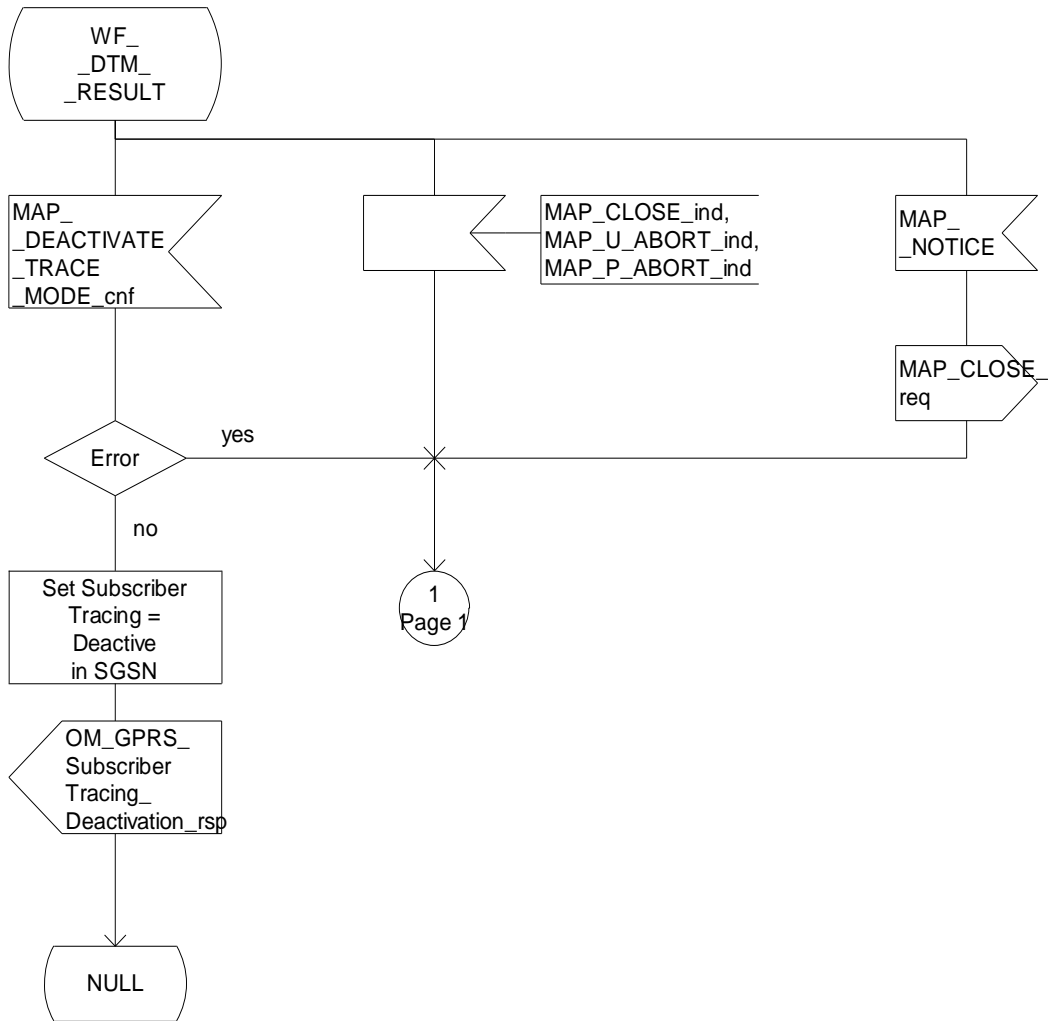 WF_
_DTM_
_RESULT
MAP_
_DEACTIVATE
_TRACE
_MODE_cnf
MAP_CLOSE_ind,
MAP_U_ABORT_ind,
MAP_P_ABORT_ind
MAP_
_NOTICE
MAP_CLOSE_
req
Error
yes
no
Set Subscriber
Tracing =
Deactive
in SGSN
1
Page 1
OM_GPRS_
Subscriber
Tracing_
Deactivation_rsp
NULL